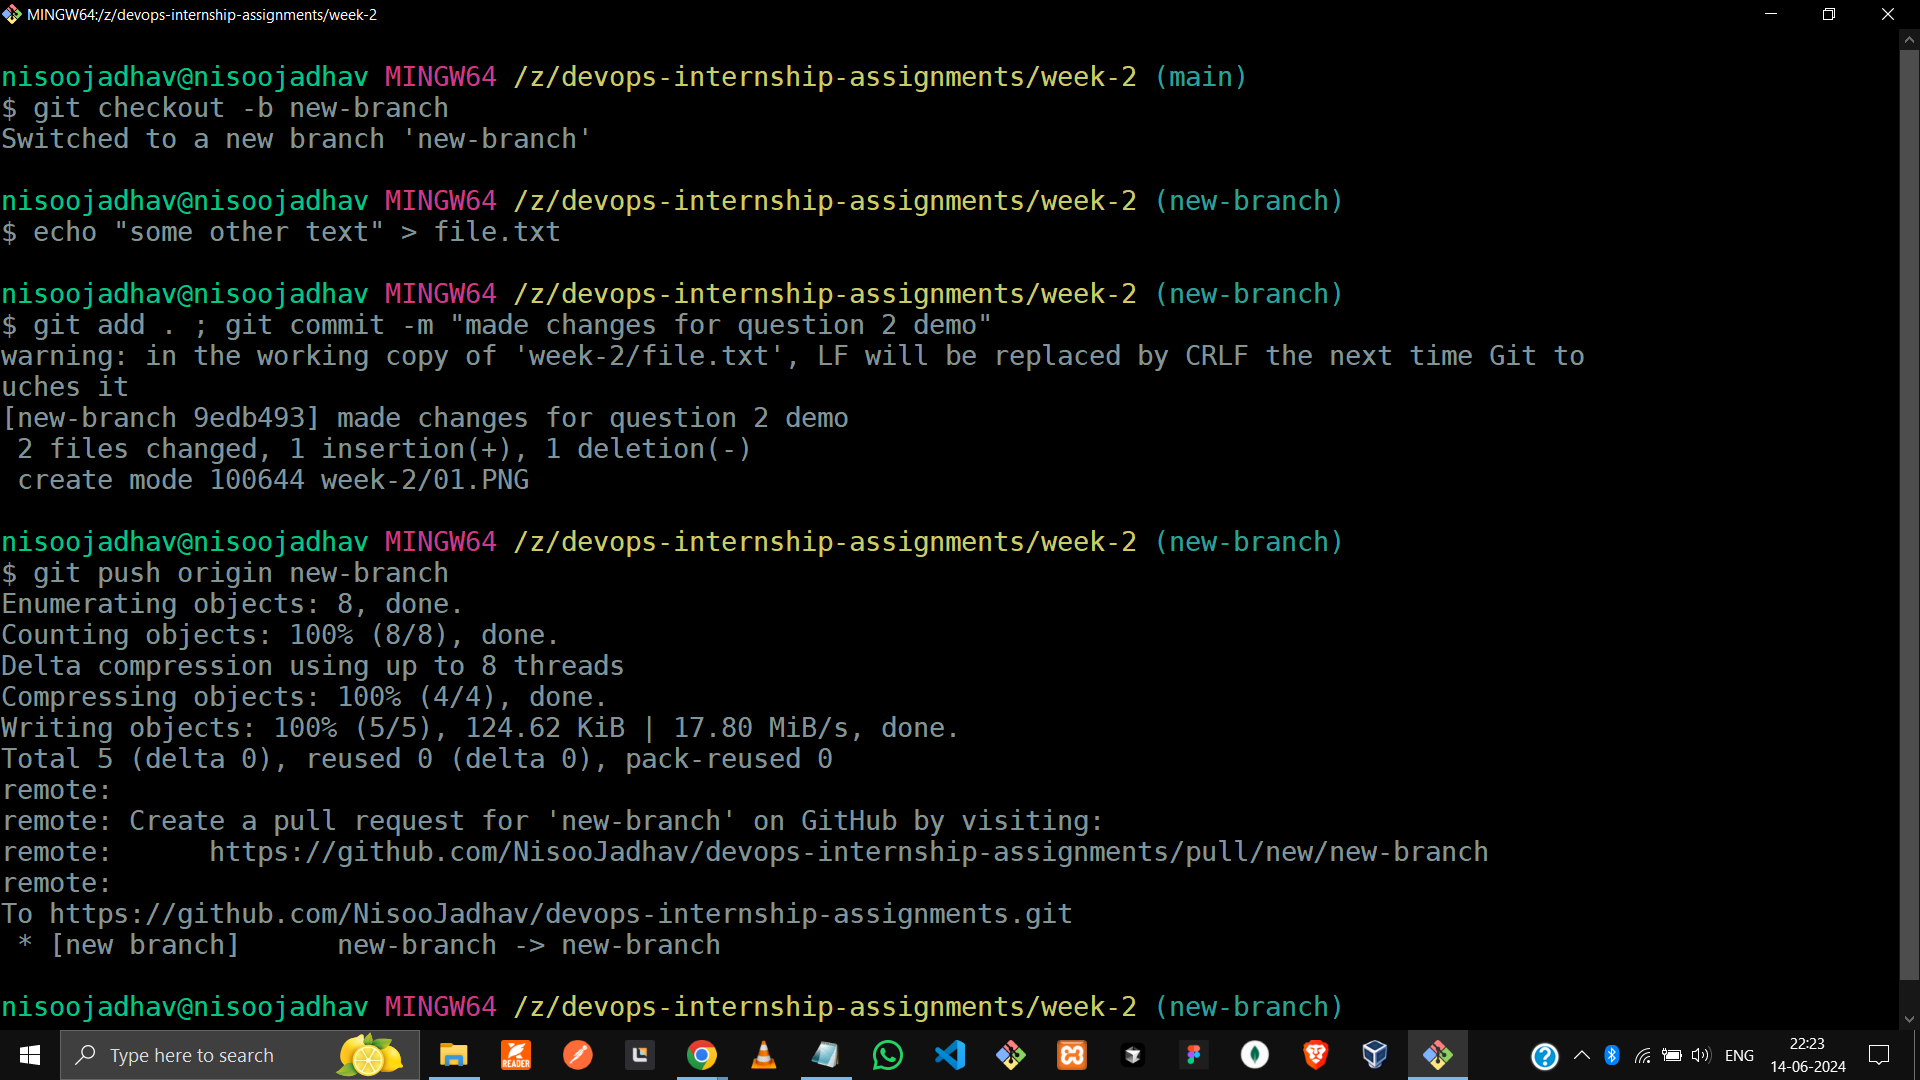 MINGW64:/z/devops-internship-assignments/week-2
nisoojadhav@nisoojadhav MINGW64 /z/devops-internship-assignments/week-2 (main)
$ git checkout -b new-branch
Switched to a new branch 'new-branch'
nisoojadhav@nisoojadhav MINGW64 /z/devops-internship-assignments/week-2 (new-branch)
$ echo "some other text" > file.txt
nisoojadhav@nisoojadhav MINGW64 /z/devops-internship-assignments/week-2 (new-branch)
$ git add . ; git commit -m "made changes for question 2 demo"
warning: in the working copy of 'week-2/file.txt', LF will be replaced by CRLF the next time Git to
uches it
[new-branch 9edb493] made changes for question 2 demo
 2 files changed, 1 insertion(+), 1 deletion(-)
 create mode 100644 week-2/01.PNG
nisoojadhav@nisoojadhav MINGW64 /z/devops-internship-assignments/week-2 (new-branch)
$ git push origin new-branch
Enumerating objects: 8, done.
Counting objects: 100% (8/8), done.
Delta compression using up to 8 threads
Compressing objects: 100% (4/4), done.
Writing objects: 100% (5/5), 124.62 KiB | 17.80 MiB/s, done.
Total 5 (delta 0), reused 0 (delta 0), pack-reused 0
remote:
remote: Create a pull request for 'new-branch' on GitHub by visiting:
remote:      https://github.com/NisooJadhav/devops-internship-assignments/pull/new/new-branch
remote:
To https://github.com/NisooJadhav/devops-internship-assignments.git
 * [new branch]      new-branch -> new-branch
nisoojadhav@nisoojadhav MINGW64 /z/devops-internship-assignments/week-2 (new-branch)
Type here to search
READER
ENG
22:23
14-06-2024